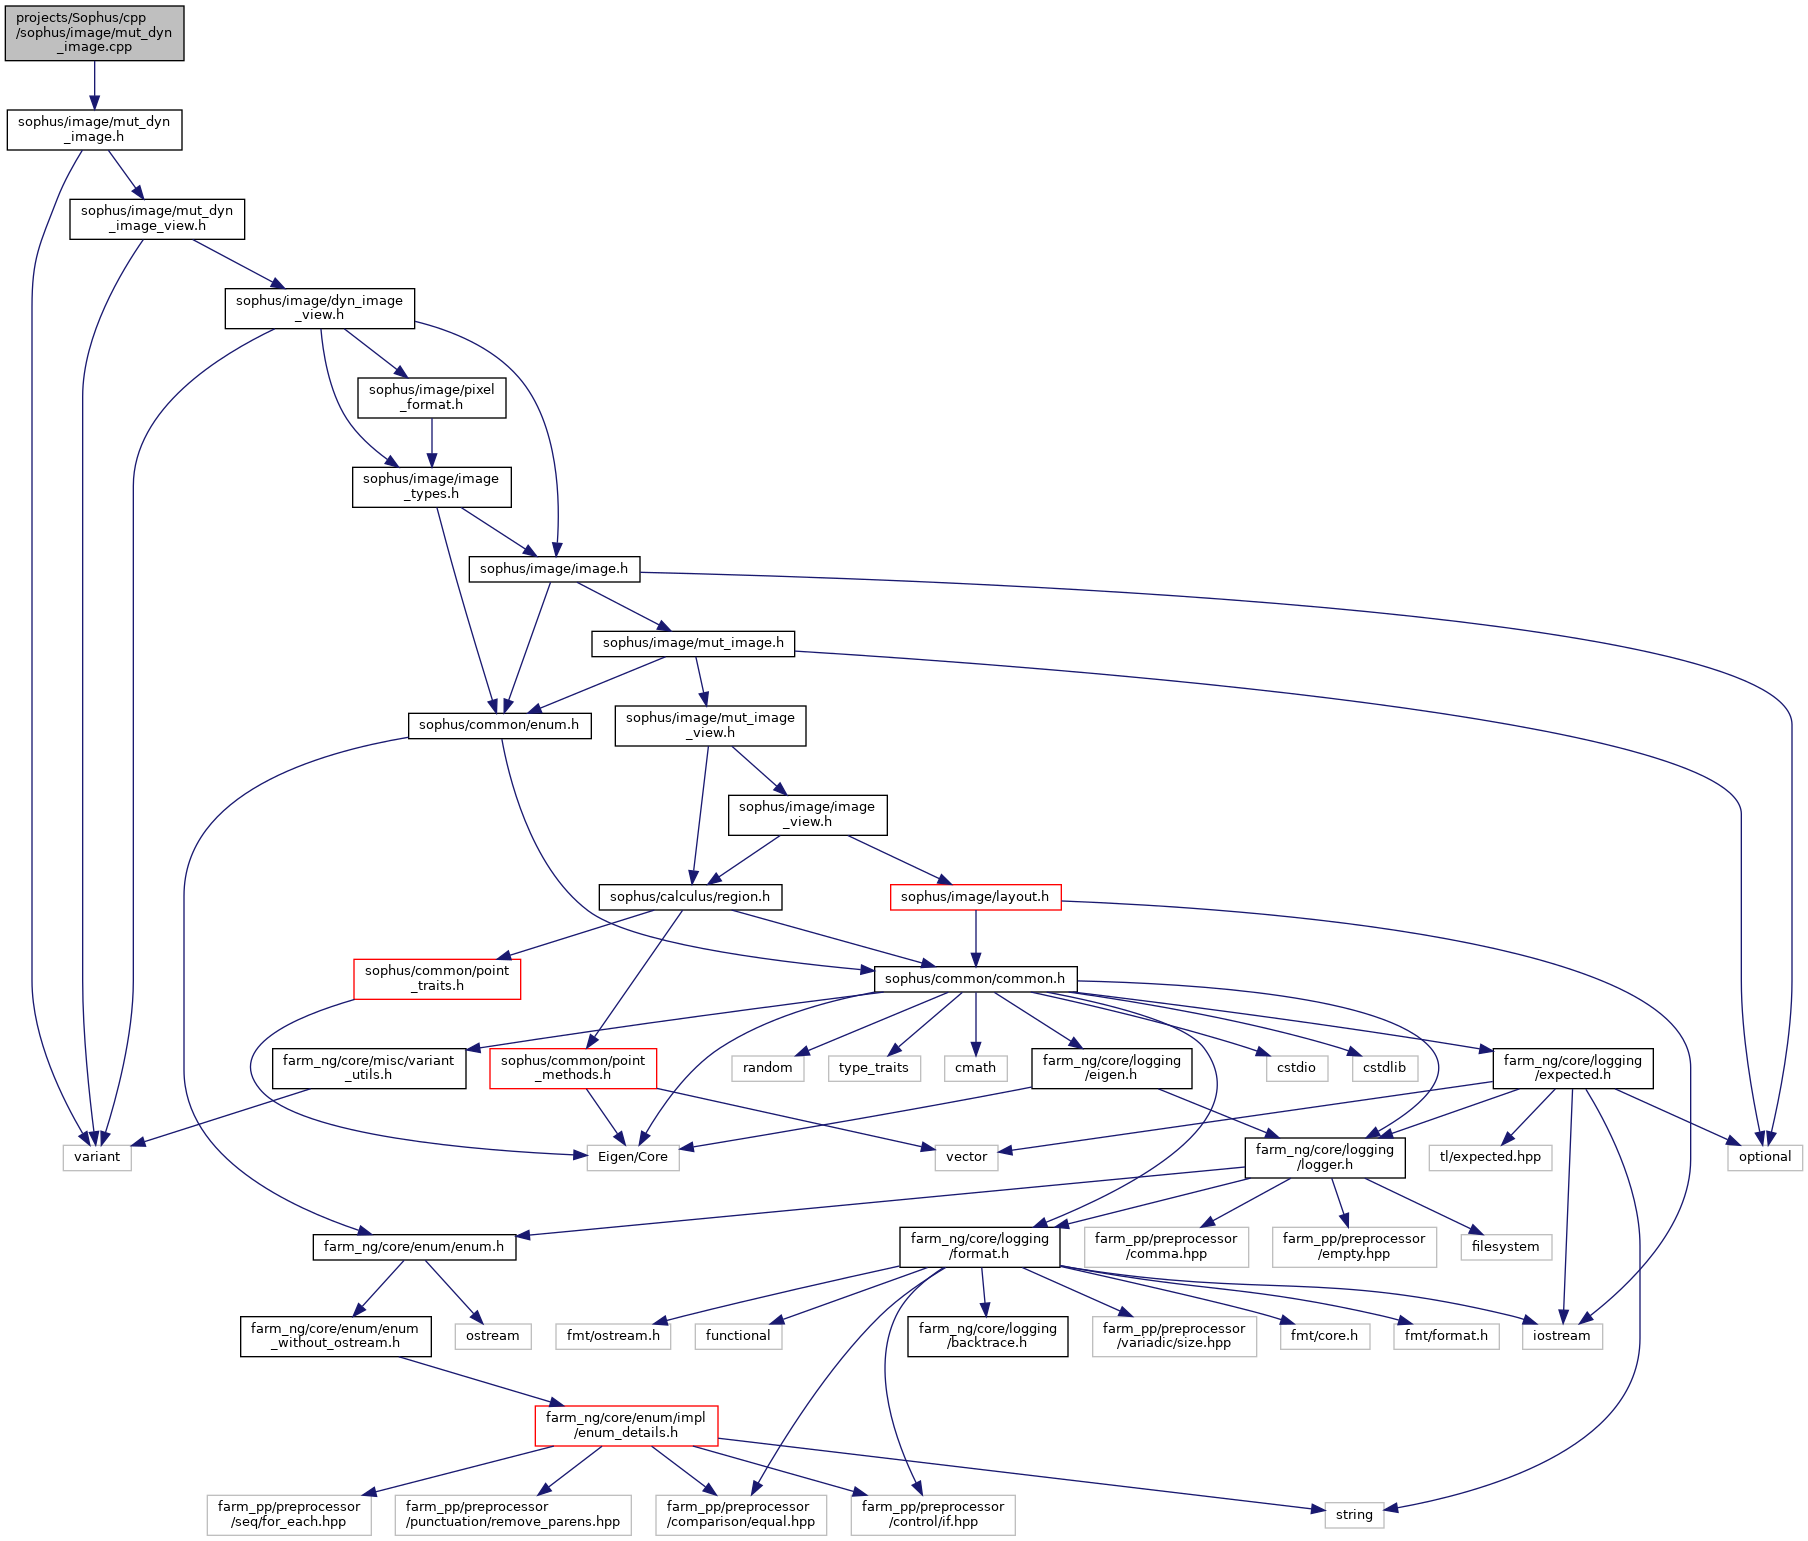 projects/Sophus/cpp
/sophus/image/mut_dyn
_image.cpp
sophus/image/mut_dyn
_image.h
sophus/image/mut_dyn
_image_view.h
sophus/image/dyn_image
_view.h
sophus/image/pixel
_format.h
sophus/image/image
_types.h
sophus/image/image.h
sophus/image/mut_image.h
sophus/common/enum.h
sophus/image/mut_image
_view.h
sophus/image/image
_view.h
sophus/calculus/region.h
sophus/image/layout.h
sophus/common/point
_traits.h
sophus/common/common.h
farm_ng/core/misc/variant
_utils.h
sophus/common/point
_methods.h
random
type_traits
cmath
farm_ng/core/logging
/eigen.h
cstdio
cstdlib
farm_ng/core/logging
/expected.h
variant
Eigen/Core
vector
farm_ng/core/logging
/logger.h
tl/expected.hpp
optional
farm_ng/core/enum/enum.h
farm_ng/core/logging
/format.h
farm_pp/preprocessor
/comma.hpp
farm_pp/preprocessor
/empty.hpp
filesystem
farm_ng/core/enum/enum
_without_ostream.h
ostream
fmt/ostream.h
functional
farm_ng/core/logging
/backtrace.h
farm_pp/preprocessor
/variadic/size.hpp
fmt/core.h
fmt/format.h
iostream
farm_ng/core/enum/impl
/enum_details.h
farm_pp/preprocessor
/seq/for_each.hpp
farm_pp/preprocessor
/punctuation/remove_parens.hpp
farm_pp/preprocessor
/comparison/equal.hpp
farm_pp/preprocessor
/control/if.hpp
string